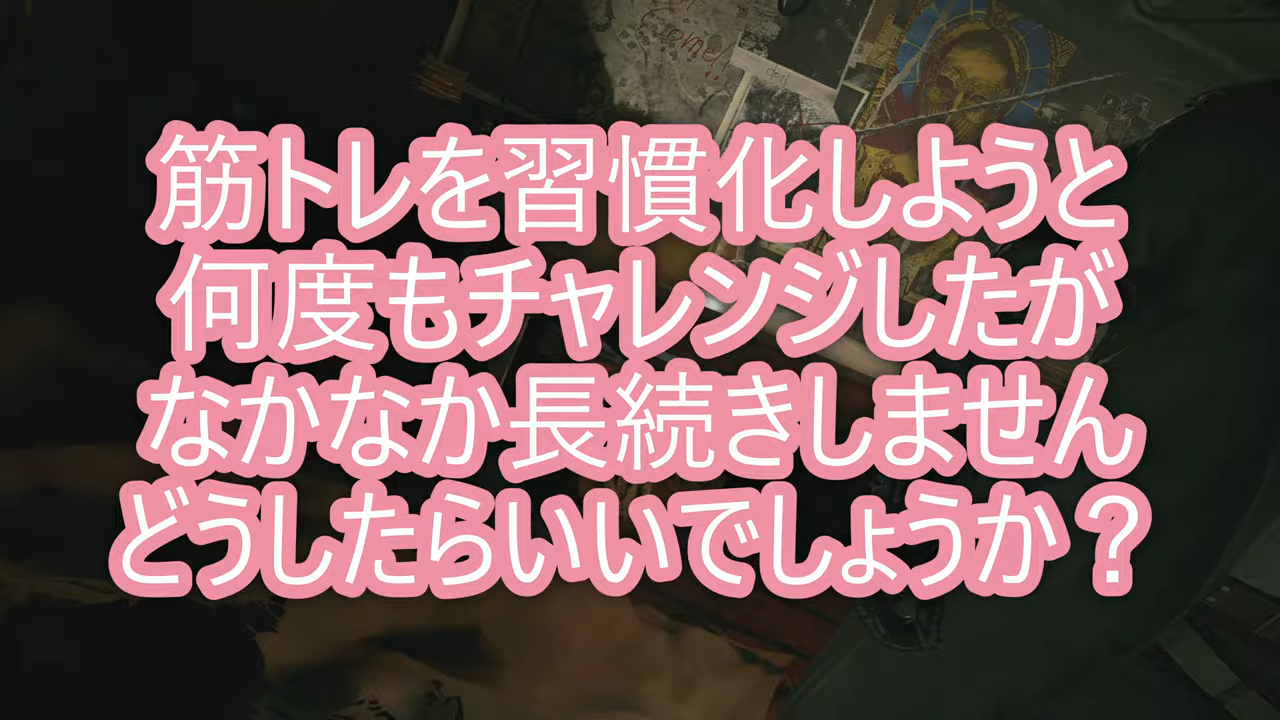 come!
筋トレを習慣化しようと
何度もチャレンジしたが
なかなか長続きしません
どうしたらいいでしょうか？